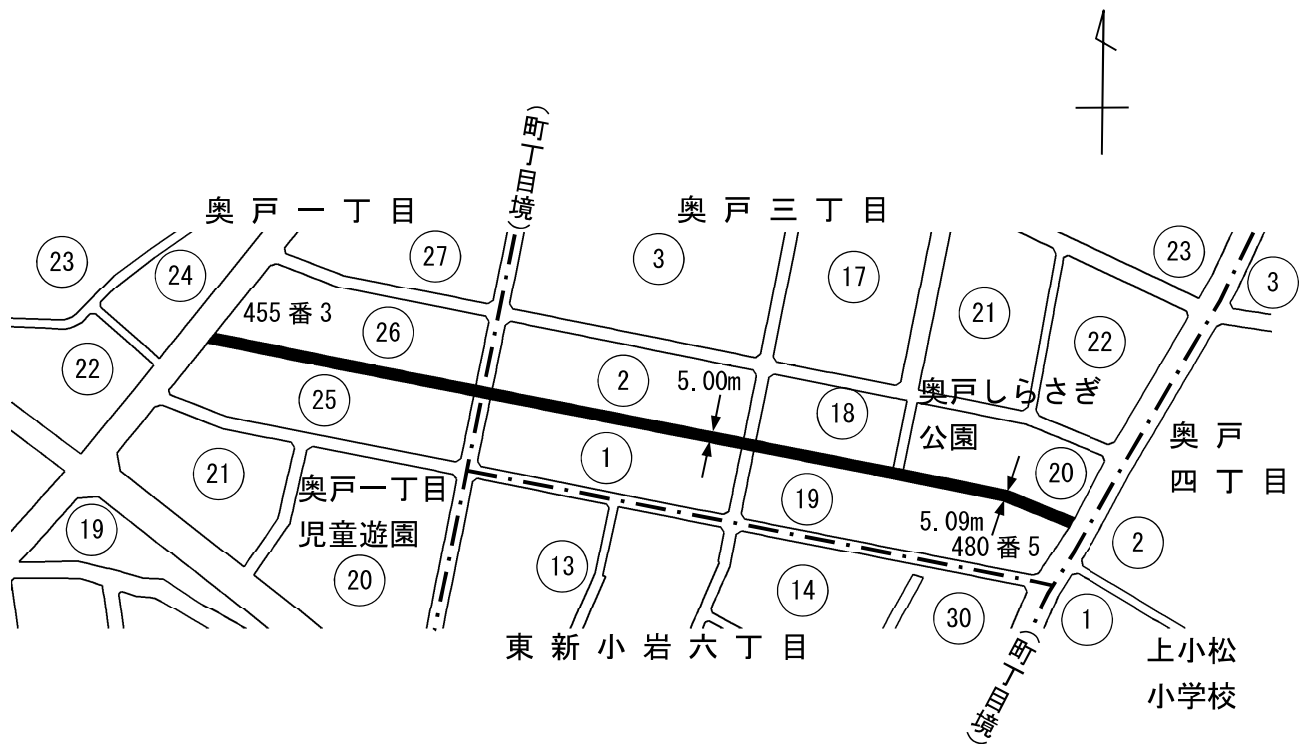 (町丁目境)
奥戸一丁目
奥戸三丁目
23
24
27
3
17
23
3
455番3
26
21
22
22
2
5.00m
25
18
奥戸しらさぎ
公園
奥戸
四丁目
1
20
21
奥戸一丁目
児童遊園
19
5.09m
480番5
19
2
13
20
14
30
1
東新小岩六丁目
(町丁目境)
上小松
小学校